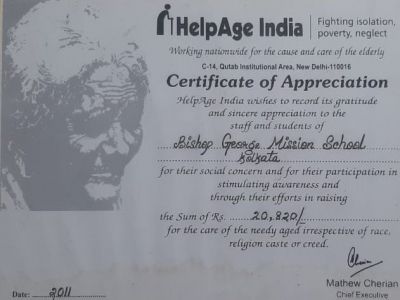 HelpAge India
Fighting isolation,
poverty, neglect
Working nationwide for the cause and care of the elderly
C-14, Qutab Institutional Area, New Delhi-110016
Certificate of Appreciation
HelpAge India wishes to record its gratitude
and sincere appreciation to the
staff and students of
Bishop George Mission School
Kolkata
for their social concern and for their participation in
stimulating awareness and
through their efforts in raising
the Sum of Rs. 20,820/-
for the care of the needy aged irrespective of race,
religion caste or creed.
Mathew Cherian
Chief Executive
Date: 2011